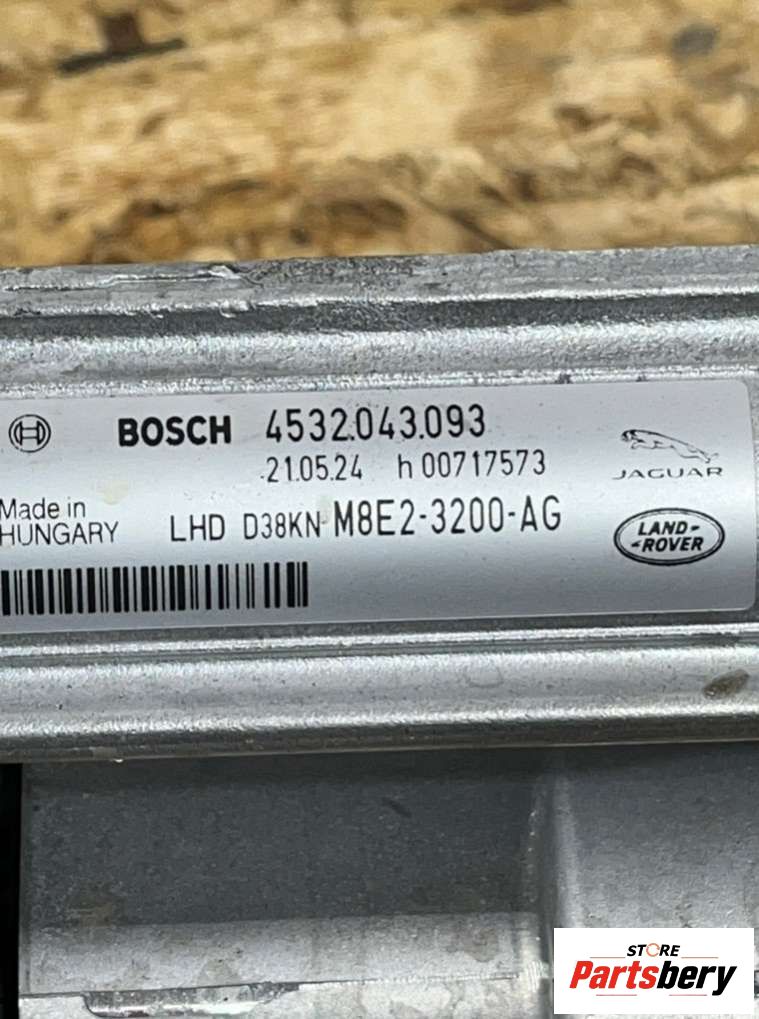 BOSCH 4532.043.093
21.05.24 h 00717573
JAGUAR
Made in
HUNGARY
LHD D38KN M8E2-3200-AG
LAND-
-ROVER
STORE
Partsbery